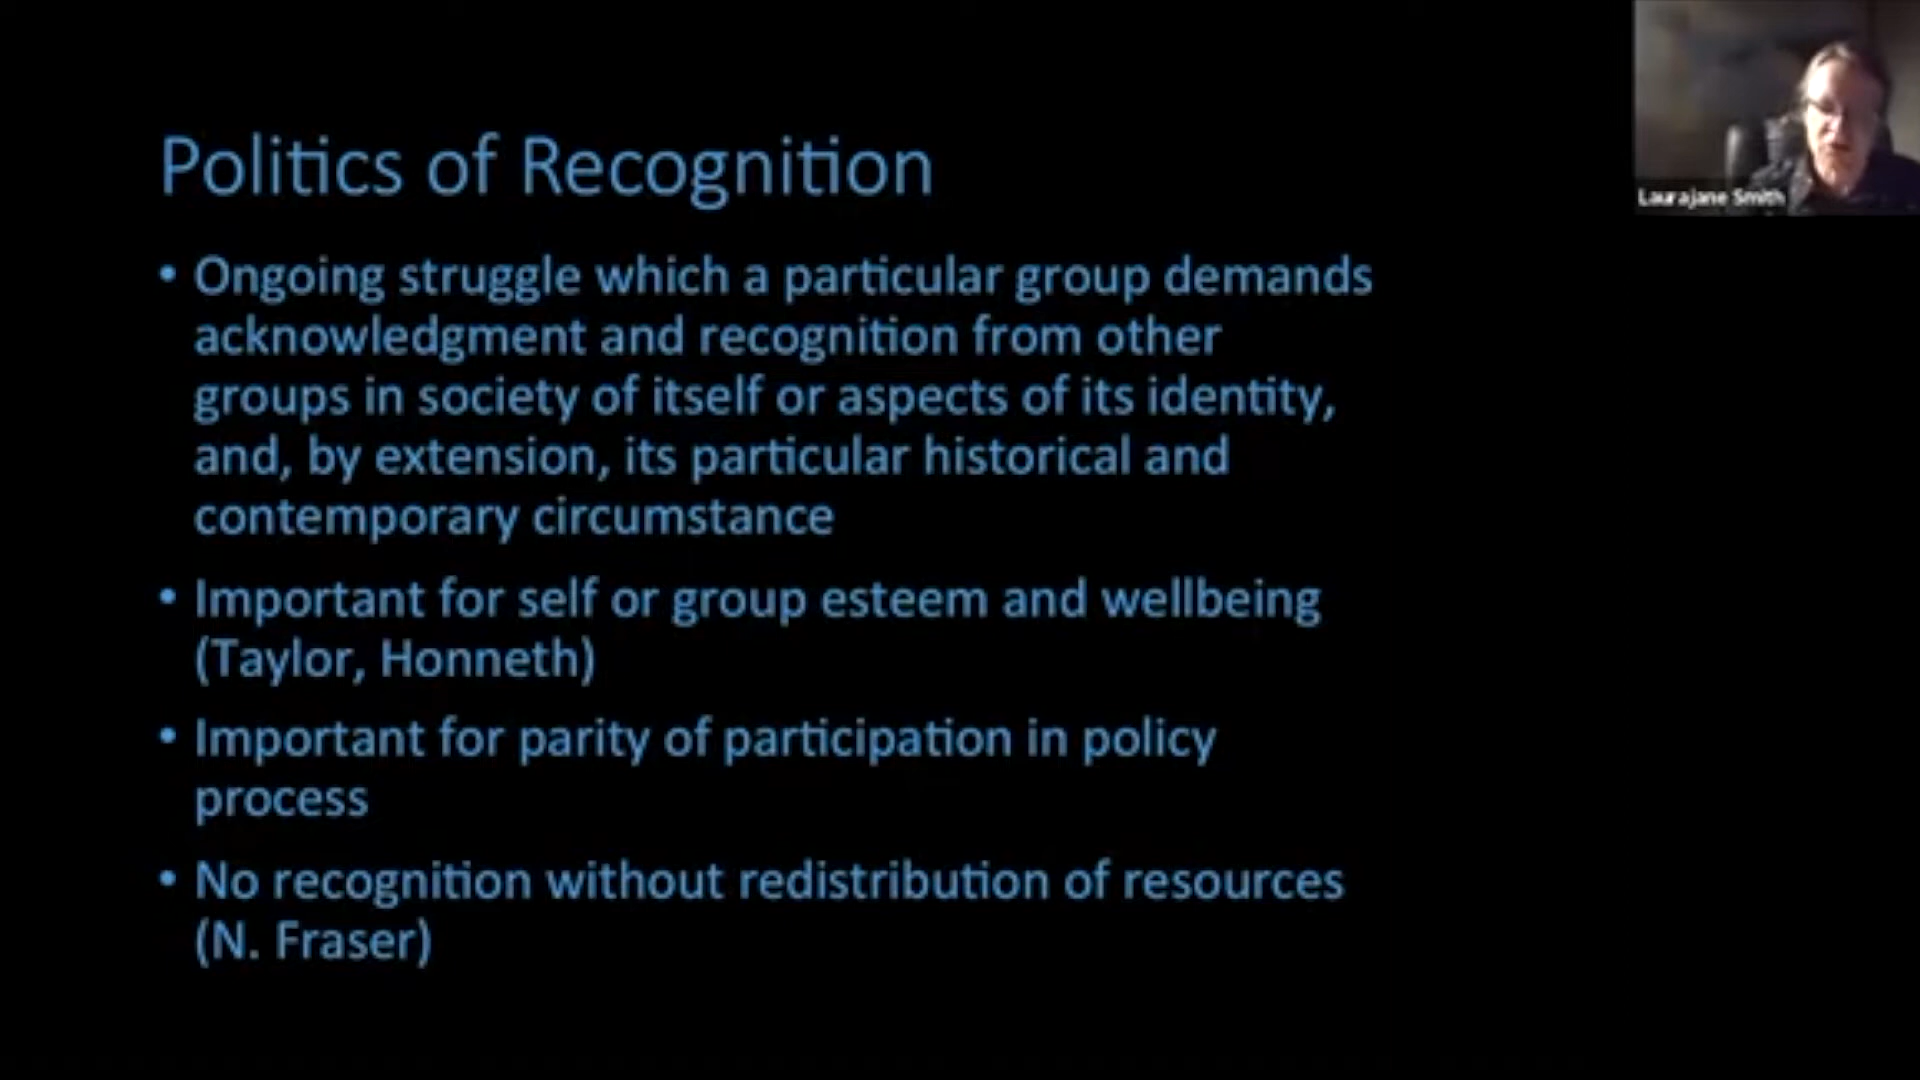 Politics of Recognition
• Ongoing struggle which a particular group demands
acknowledgment and recognition from other
groups in society of itself or aspects of its identity,
and, by extension, its particular historical and
contemporary circumstance
• Important for self or group esteem and wellbeing
(Taylor, Honneth)
• Important for parity of participation in policy
process
• No recognition without redistribution of resources
(N. Fraser)
Laurajane Smith